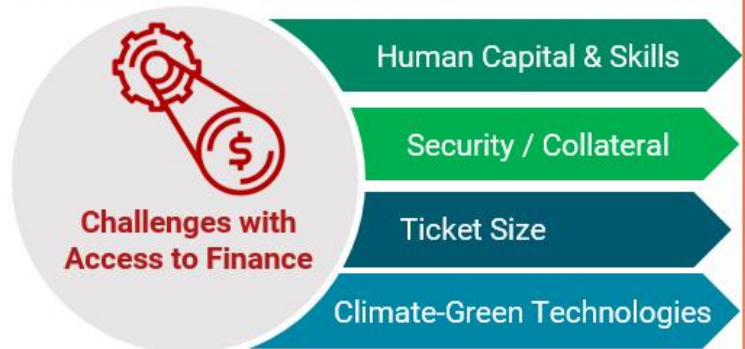 Challenges with
Access to Finance
$
Human Capital & Skills
Security / Collateral
Ticket Size
Climate-Green Technologies